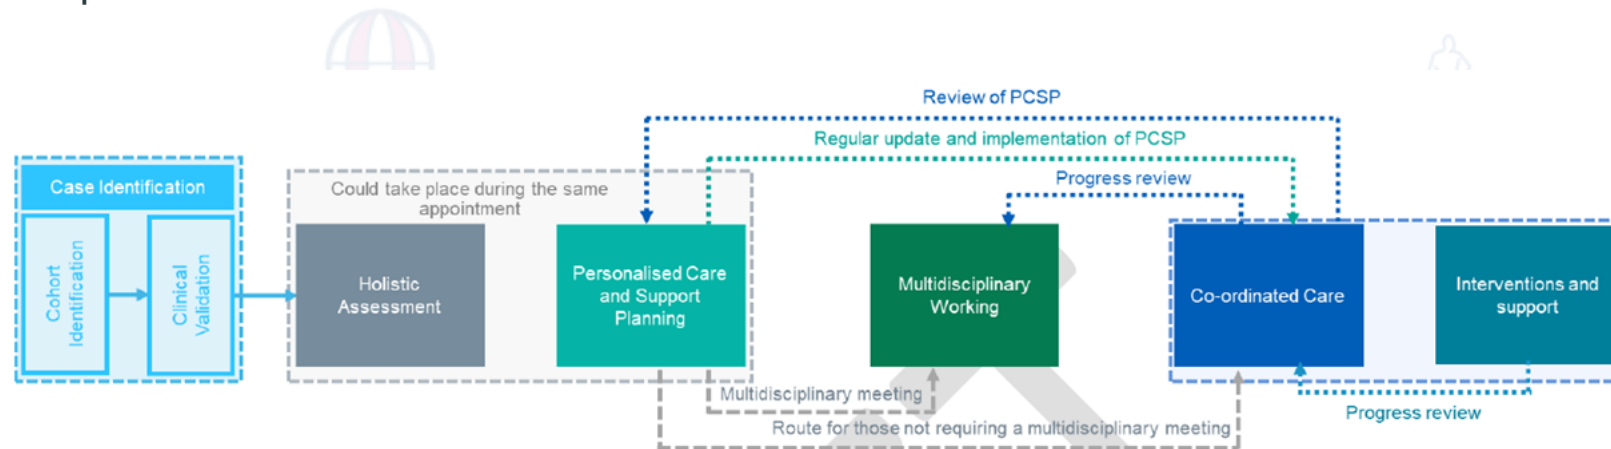 Review of PCSP
Regular update and implementation of PCSP
Progress review
Case Identification
Could take place during the same
appointment
Cohort
Identification
Clinical
Validation
Holistic
Assessment
Personalised Care
and Support
Planning
Multidisciplinary
Working
Co-ordinated Care
Interventions and
support
Multidisciplinary meeting
Route for those not requiring a multidisciplinary meeting
Progress review